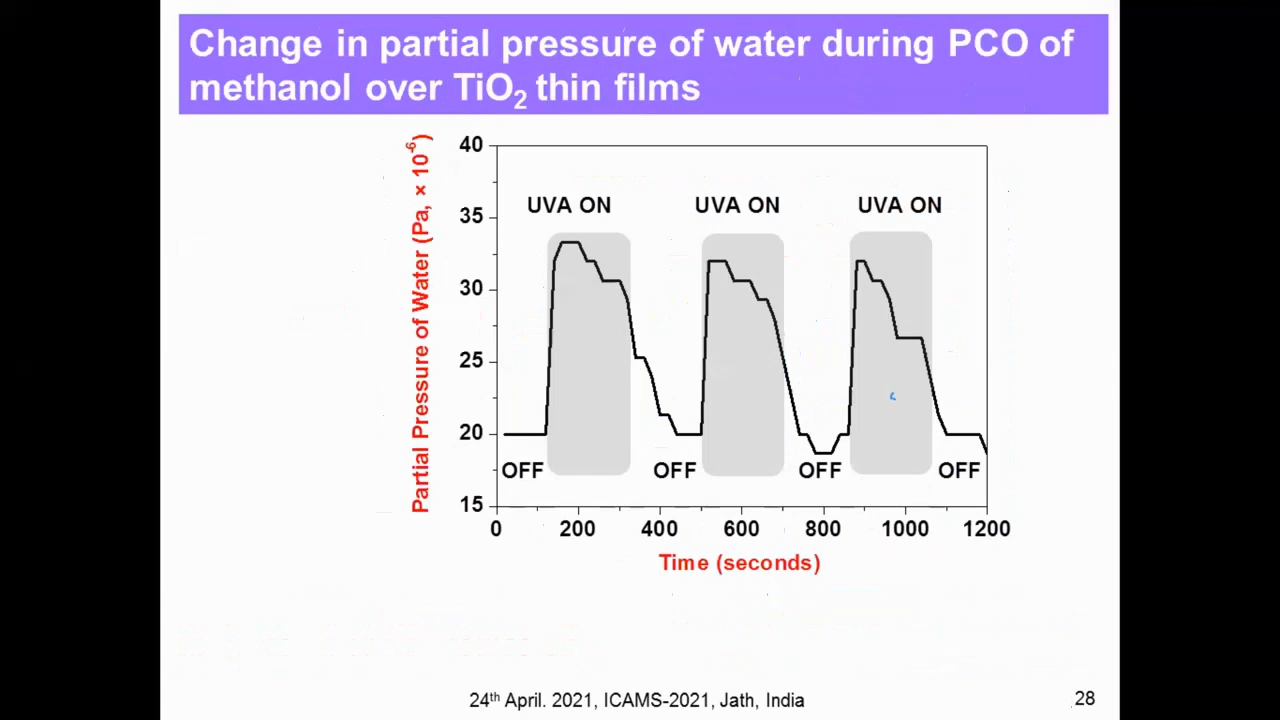 Change in partial pressure of water during PCO of
methanol over TiO₂ thin films
Partial Pressure of Water (Pa, × 10⁻⁶)
40
35
30
25
20
15
UVA ON
UVA ON
UVA ON
OFF
OFF
OFF
OFF
0
200
400
600
800
1000
1200
Time (seconds)
24ᵗʰ April. 2021, ICAMS-2021, Jath, India
28